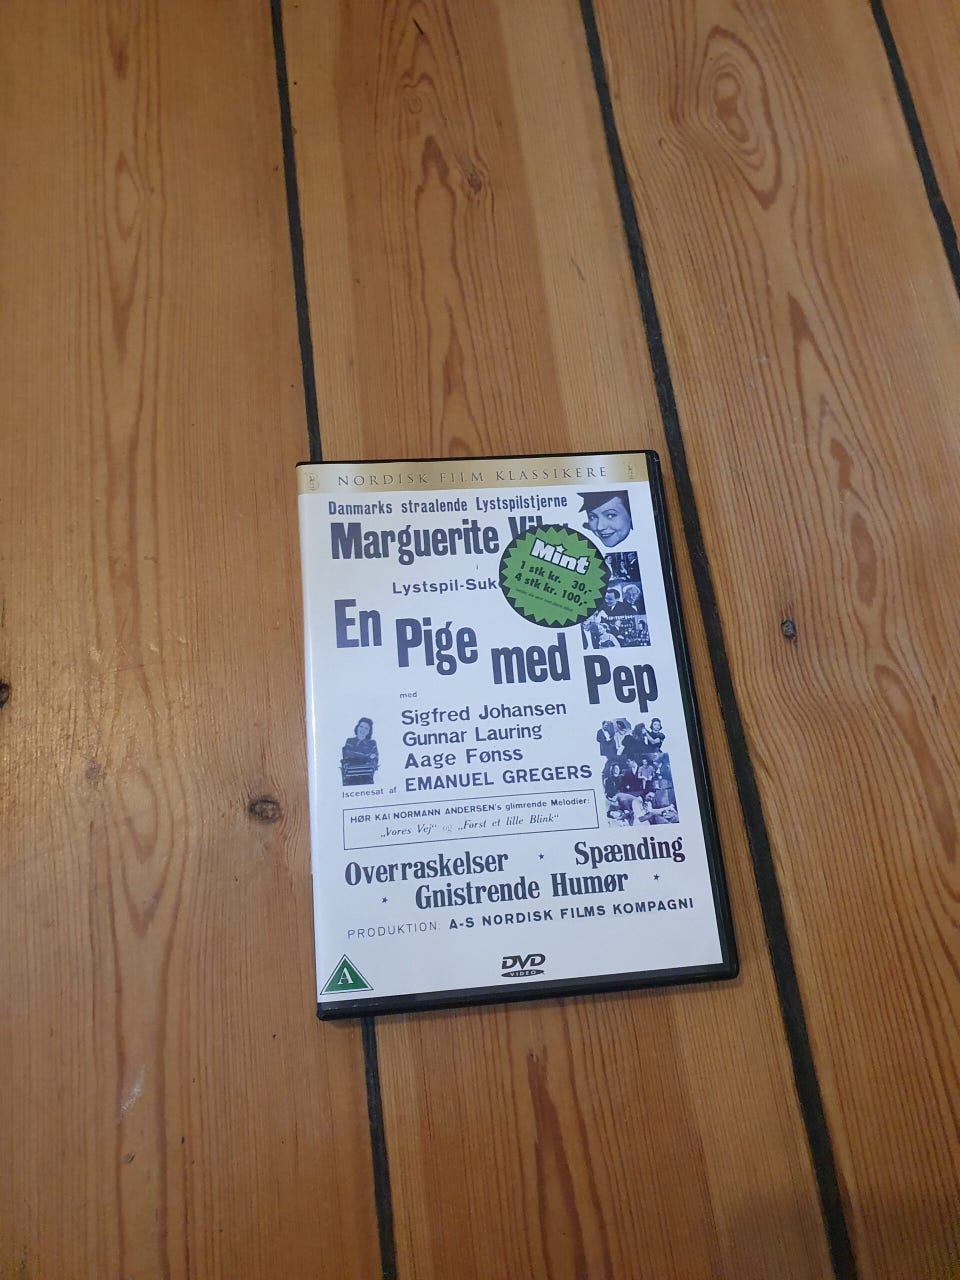 NORDISK FILM KLASSIKERE
Danmarks straalende Lystspilstjerne
Marguerite
i
Lystspil-Suk
Mint
1 stk kr. 30,-
4 stk kr. 100,-
En Pige med Pep
med
Sigfred Johansen
Gunnar Lauring
Aage Fønss
Iscenesat af EMANUEL GREGERS
HØR KAI NORMANN ANDERSEN's glimrende Melodier:
„Vores Vej“ og „Først et lille Blink“
Overraskelser * Spænding
* Gnistrende Humør *
PRODUKTION: A-S NORDISK FILMS KOMPAGNI
A
DVD
VIDEO